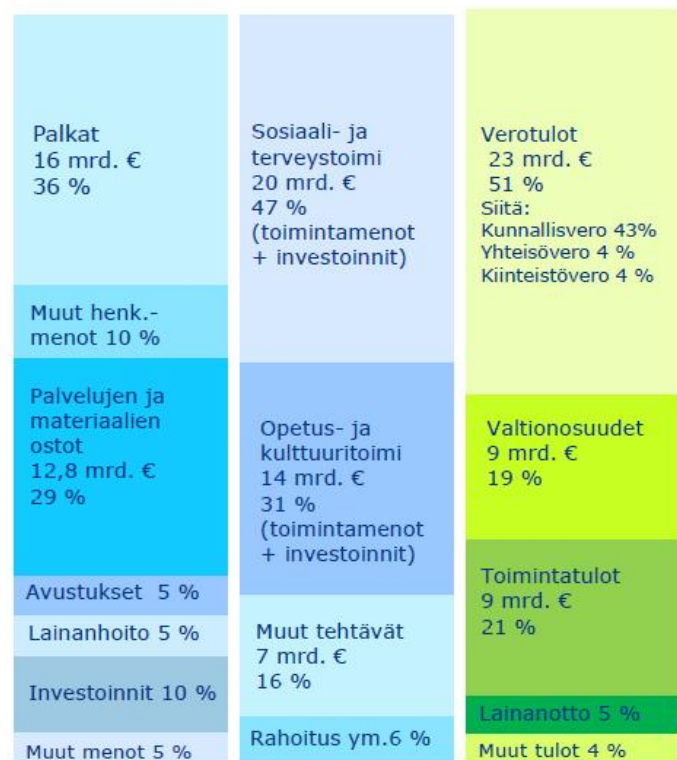 Palkat
16 mrd. €
36 %
Muut henk.-
menot 10 %
Palvelujen ja
materiaalien
ostot
12,8 mrd. €
29 %
Avustukset 5 %
Lainanhoito 5 %
Investoinnit 10 %
Muut menot 5 %
Sosiaali- ja
terveystoimi
20 mrd. €
47 %
(toimintamenot
+ investoinnit)
Opetus- ja
kulttuuritoimi
14 mrd. €
31 %
(toimintamenot
+ investoinnit)
Muut tehtävät
7 mrd. €
16 %
Rahoitus ym.6 %
Verotulot
23 mrd. €
51 %
Siitä:
Kunnallisvero 43%
Yhteisövero 4 %
Kiinteistövero 4 %
Valtionosuudet
9 mrd. €
19 %
Toimintatulot
9 mrd. €
21 %
Lainanotto 5 %
Muut tulot 4 %